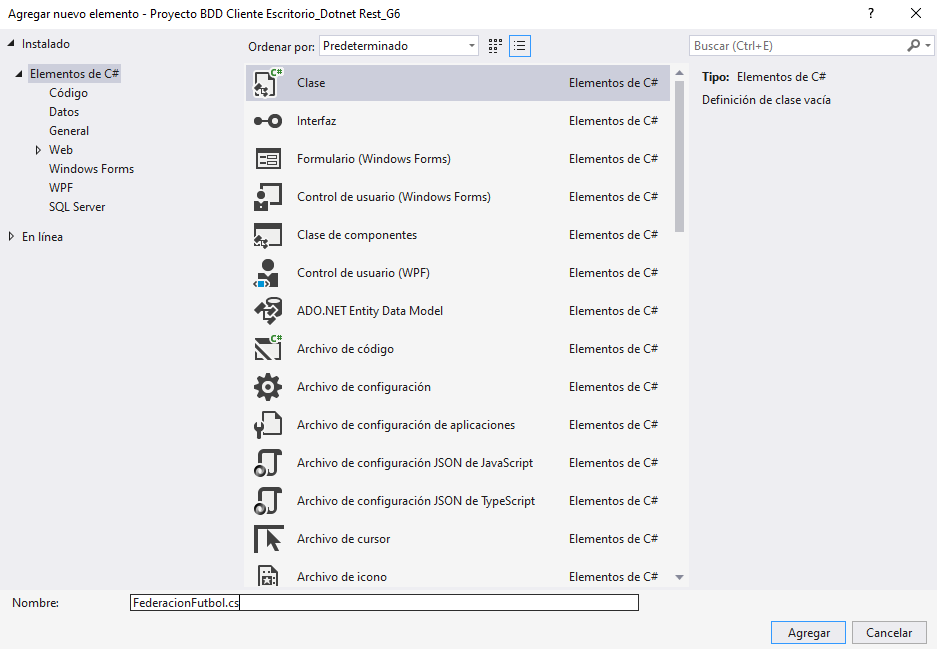 Agregar nuevo elemento - Proyecto BDD Cliente Escritorio_Dotnet Rest_G6
?
Instalado
Ordenar por: Predeterminado
Buscar (Ctrl+E)
Elementos de C#
Código
Datos
General
Web
Windows Forms
WPF
SQL Server
En línea
C# Clase Elementos de C#
Interfaz Elementos de C#
Formulario (Windows Forms) Elementos de C#
Control de usuario (Windows Forms) Elementos de C#
Clase de componentes Elementos de C#
Control de usuario (WPF) Elementos de C#
ADO.NET Entity Data Model Elementos de C#
C# Archivo de código Elementos de C#
Archivo de configuración Elementos de C#
Archivo de configuración de aplicaciones Elementos de C#
Archivo de configuración JSON de JavaScript Elementos de C#
Archivo de configuración JSON de TypeScript Elementos de C#
Archivo de cursor Elementos de C#
Archivo de icono Elementos de C#
Tipo: Elementos de C#
Definición de clase vacía
Nombre: FederacionFutbol.cs
Agregar Cancelar